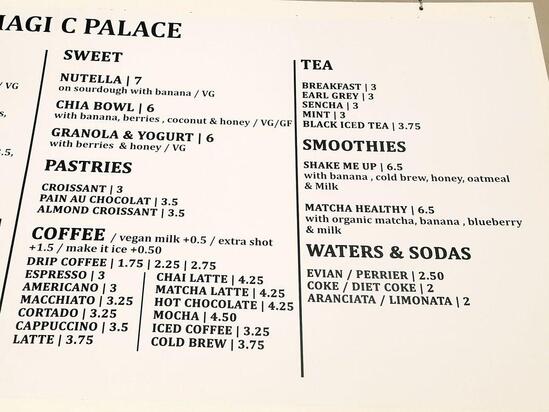 MAGI C PALACE
/ VG
s,
3.5,
SWEET
NUTELLA | 7
on sourdough with banana / VG
CHIA BOWL | 6
with banana, berries , coconut & honey / VG/GF
GRANOLA & YOGURT | 6
with berries & honey / VG
PASTRIES
CROISSANT | 3
PAIN AU CHOCOLAT | 3.5
ALMOND CROISSANT | 3.5
COFFEE / vegan milk +0.5 / extra shot
+1.5 / make it ice +0.50
DRIP COFFEE | 1.75 | 2.25 | 2.75
ESPRESSO | 3
AMERICANO | 3
MACCHIATO | 3.25
CORTADO | 3.25
CAPPUCCINO | 3.5
LATTE | 3.75
CHAI LATTE | 4.25
MATCHA LATTE | 4.25
HOT CHOCOLATE | 4.25
MOCHA | 4.50
ICED COFFEE | 3.25
COLD BREW | 3.75
TEA
BREAKFAST | 3
EARL GREY | 3
SENCHA | 3
MINT | 3
BLACK ICED TEA | 3.75
SMOOTHIES
SHAKE ME UP | 6.5
with banana , cold brew, honey, oatmeal
& Milk
MATCHA HEALTHY | 6.5
with organic matcha, banana , blueberry
& milk
WATERS & SODAS
EVIAN / PERRIER | 2.50
COKE / DIET COKE | 2
ARANCIATA / LIMONATA | 2